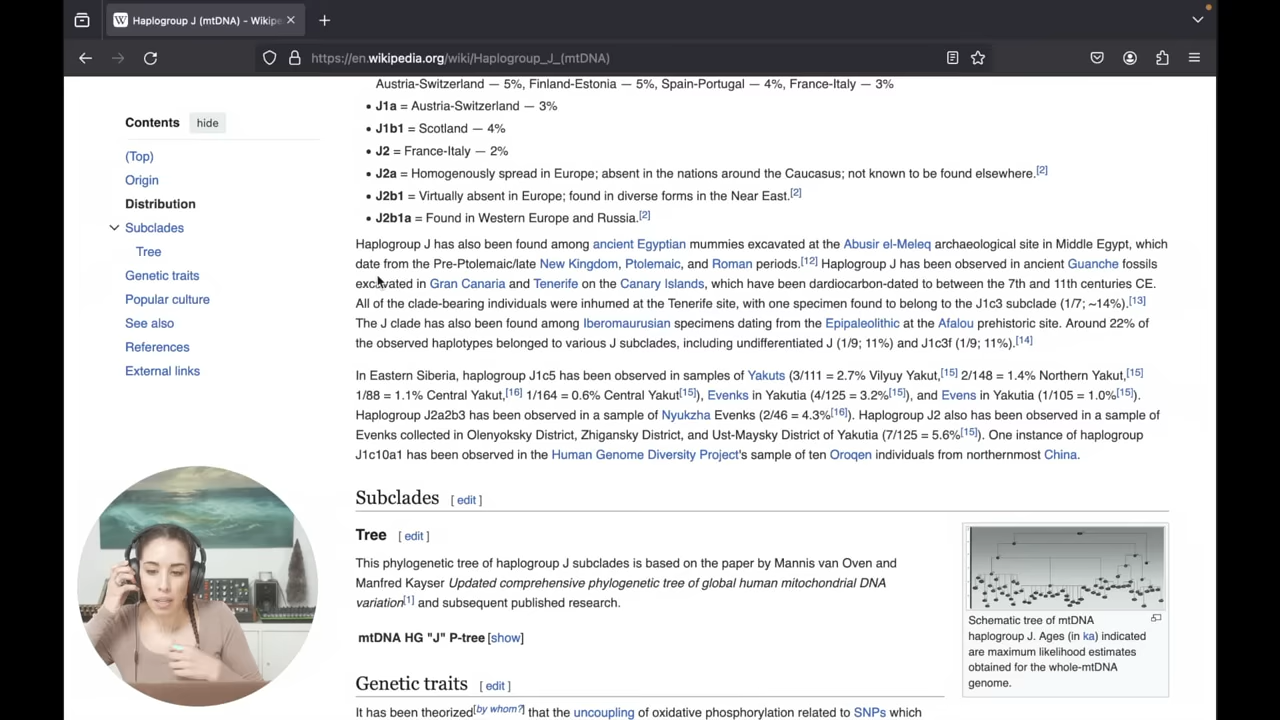 Haplogroup J (mtDNA) – Wikipe
https://en.wikipedia.org/wiki/Haplogroup_J_(mtDNA)
Contents hide
(Top)
Origin
Distribution
Subclades
Tree
Genetic traits
Popular culture
See also
References
External links
Austria-Switzerland — 5%, Finland-Estonia — 5%, Spain-Portugal — 4%, France-Italy — 3%
• J1a = Austria-Switzerland — 3%
• J1b1 = Scotland — 4%
• J2 = France-Italy — 2%
• J2a = Homogenously spread in Europe; absent in the nations around the Caucasus; not known to be found elsewhere.[2]
• J2b1 = Virtually absent in Europe; found in diverse forms in the Near East.[2]
• J2b1a = Found in Western Europe and Russia.[2]
Haplogroup J has also been found among ancient Egyptian mummies excavated at the Abusir el-Meleq archaeological site in Middle Egypt, which
date from the Pre-Ptolemaic/late New Kingdom, Ptolemaic, and Roman periods.[12] Haplogroup J has been observed in ancient Guanche fossils
excavated in Gran Canaria and Tenerife on the Canary Islands, which have been dardiocarbon-dated to between the 7th and 11th centuries CE.
All of the clade-bearing individuals were inhumed at the Tenerife site, with one specimen found to belong to the J1c3 subclade (1/7; ~14%).[13]
The J clade has also been found among Iberomaurusian specimens dating from the Epipaleolithic at the Afalou prehistoric site. Around 22% of
the observed haplotypes belonged to various J subclades, including undifferentiated J (1/9; 11%) and J1c3f (1/9; 11%).[14]
In Eastern Siberia, haplogroup J1c5 has been observed in samples of Yakuts (3/111 = 2.7% Vilyuy Yakut,[15] 2/148 = 1.4% Northern Yakut,[15]
1/88 = 1.1% Central Yakut,[16] 1/164 = 0.6% Central Yakut[15]), Evenks in Yakutia (4/125 = 3.2%[15]), and Evens in Yakutia (1/105 = 1.0%[15]).
Haplogroup J2a2b3 has been observed in a sample of Nyukzha Evenks (2/46 = 4.3%[16]). Haplogroup J2 also has been observed in a sample of
Evenks collected in Olenyoksky District, Zhigansky District, and Ust-Maysky District of Yakutia (7/125 = 5.6%[15]). One instance of haplogroup
J1c10a1 has been observed in the Human Genome Diversity Project's sample of ten Oroqen individuals from northernmost China.
Subclades [ edit ]
Tree [ edit ]
This phylogenetic tree of haplogroup J subclades is based on the paper by Mannis van Oven and
Manfred Kayser Updated comprehensive phylogenetic tree of global human mitochondrial DNA
variation[1] and subsequent published research.
mtDNA HG "J" P-tree [show]
Schematic tree of mtDNA
haplogroup J. Ages (in ka) indicated
are maximum likelihood estimates
obtained for the whole-mtDNA
genome.
Genetic traits [ edit ]
It has been theorized[by whom?] that the uncoupling of oxidative phosphorylation related to SNPs which